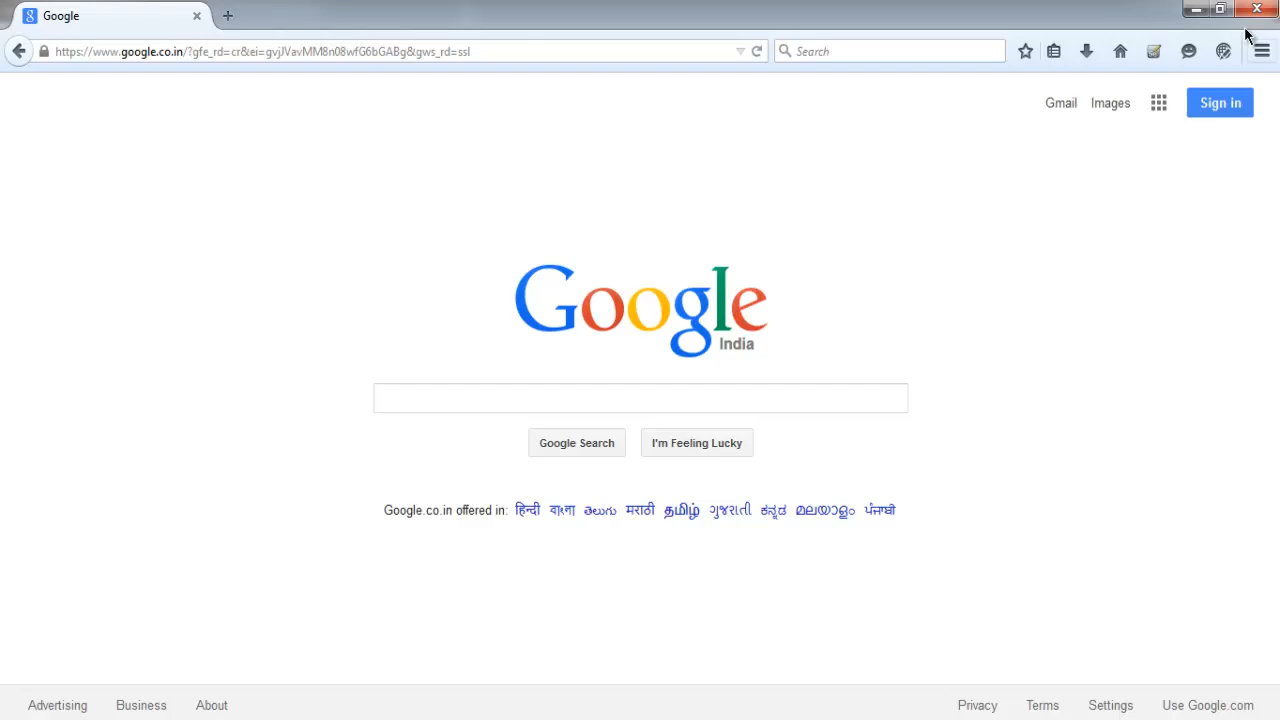 Google
https://www.google.co.in/?gfe_rd=cr&ei=gvjJVavMM8n08wfG6bGABg&gws_rd=ssl
Search
Gmail Images Sign in
Google
India
Google Search I'm Feeling Lucky
Google.co.in offered in: हिन्दी বাংলা తెలుగు मराठी தமிழ் ગુજરાતી ಕನ್ನಡ മലയാളം ਪੰਜਾਬੀ
Advertising Business About Privacy Terms Settings Use Google.com